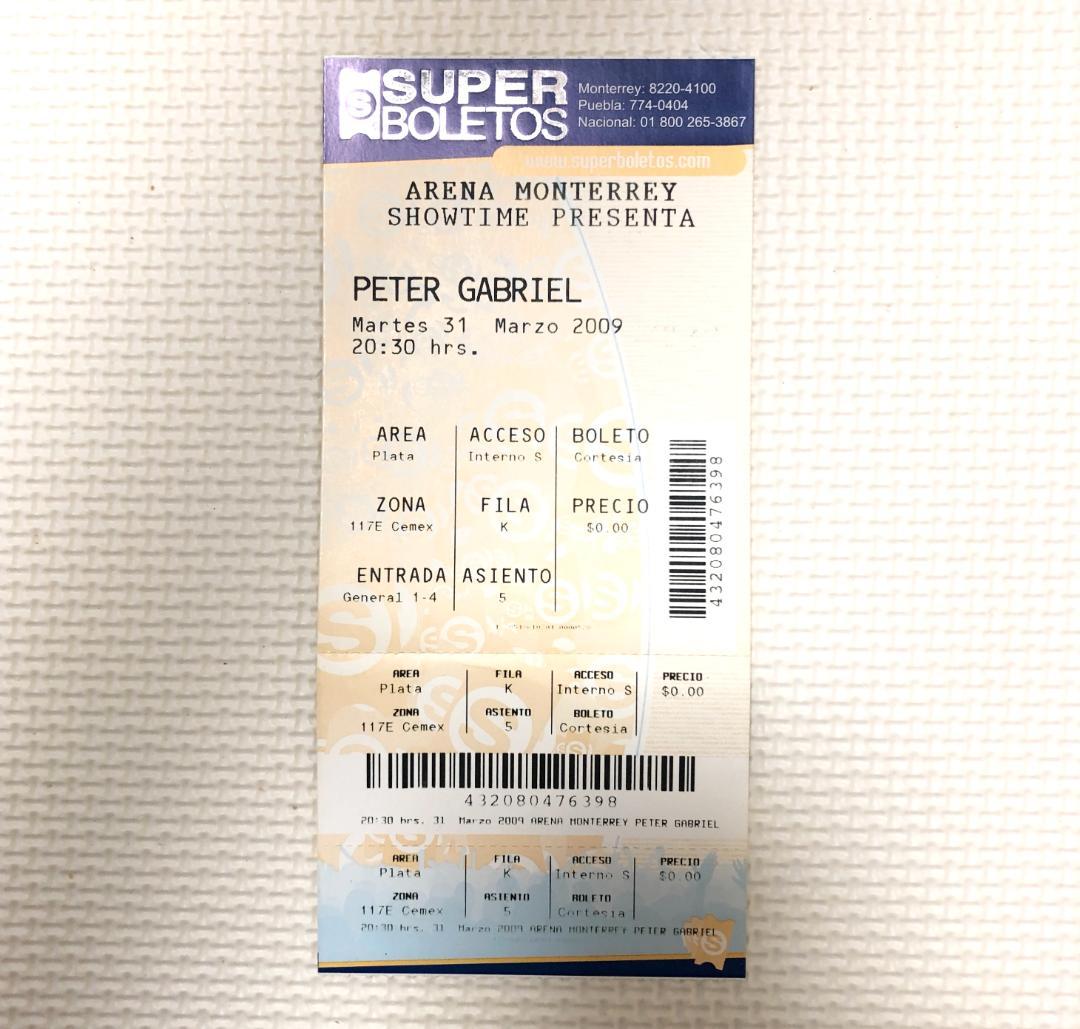 SUPER BOLETOS
Monterrey: 8220-4100
Puebla: 774-0404
Nacional: 01 800 265-3867
www.superboletos.com
ARENA MONTERREY
SHOWTIME PRESENTA
PETER GABRIEL
Martes 31 Marzo 2009
20:30 hrs.
AREA ACCESO BOLETO
Plata Interno S Cortesia
ZONA FILA PRECIO
117E Cemex K $0.00
ENTRADA ASIENTO
General 1-4 5
432080476398
AREA FILA ACCESO PRECIO
Plata K Interno S $0.00
ZONA ASIENTO BOLETO
117E Cemex 5 Cortesia
432080476398
20:30 hrs. 31 Marzo 2009 ARENA MONTERREY PETER GABRIEL
AREA FILA ACCESO PRECIO
Plata K Interno S $0.00
ZONA ASIENTO BOLETO
117E Cemex 5 Cortesia
20:30 hrs. 31 Marzo 2009 ARENA MONTERREY PETER GABRIEL